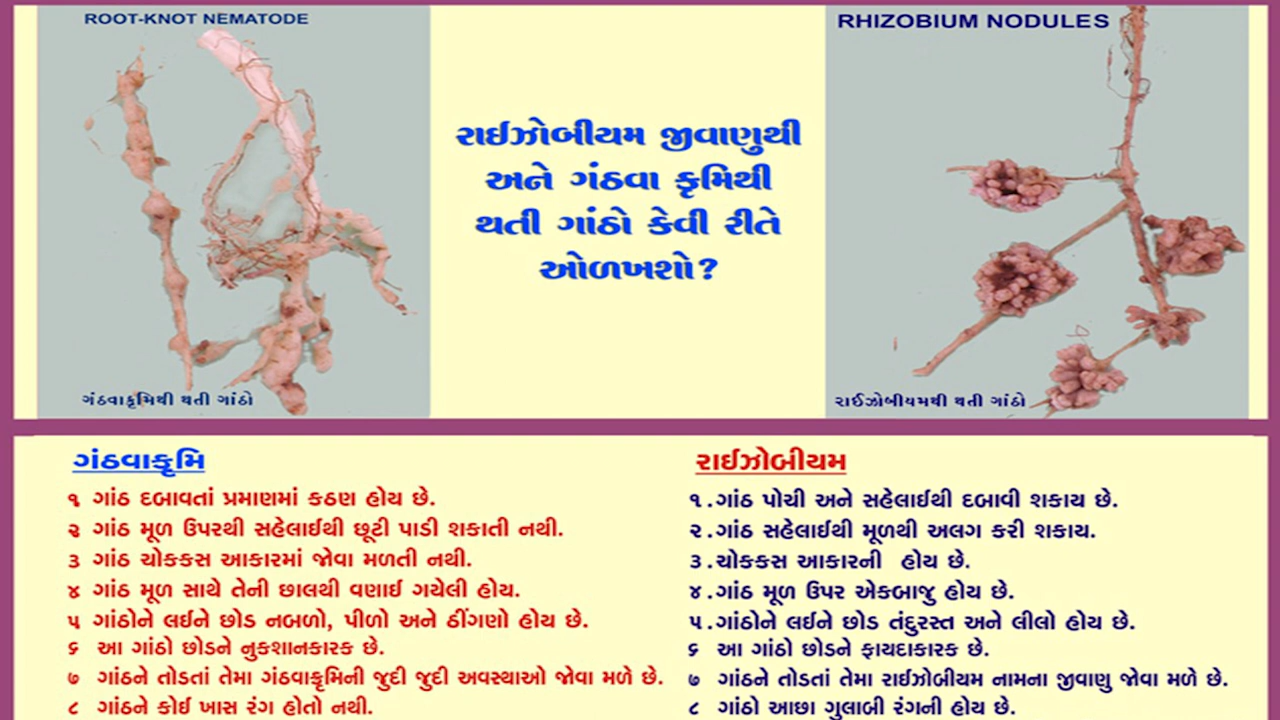 ROOT-KNOT NEMATODE
ગંઠવાકૃમિથી થતી ગાંઠો
રાઈઝોબીયમ જીવાણુથી
અને ગંઠવા કૃમિથી
થતી ગાંઠો કેવી રીતે
ઓળખશો?
RHIZOBIUM NODULES
રાઈઝોબીયમથી થતી ગાંઠો
ગંઠવાકૃમિ
૧ ગાંઠ દબાવતાં પ્રમાણમાં કઠણ હોય છે.
૨ ગાંઠ મૂળ ઉપરથી સહેલાઈથી છૂટી પાડી શકાતી નથી.
૩ ગાંઠ ચોકકસ આકારમાં જોવા મળતી નથી.
૪ ગાંઠ મૂળ સાથે તેની છાલથી વણાઈ ગયેલી હોય.
૫ ગાંઠોને લઈને છોડ નબળો, પીળો અને ઠીંગણો હોય છે.
૬ આ ગાંઠો છોડને નુકશાનકારક છે.
૭ ગાંઠને તોડતાં તેમા ગંઠવાકૃમિની જુદી જુદી અવસ્થાઓ જોવા મળે છે.
૮ ગાંઠને કોઈ ખાસ રંગ હોતો નથી.
રાઈઝોબીયમ
૧.ગાંઠ પોચી અને સહેલાઈથી દબાવી શકાય છે.
૨.ગાંઠ સહેલાઈથી મૂળથી અલગ કરી શકાય.
૩.ચોકકસ આકારની હોય છે.
૪.ગાંઠ મૂળ ઉપર એકબાજુ હોય છે.
૫.ગાંઠોને લઈને છોડ તંદુરસ્ત અને લીલો હોય છે.
૬ આ ગાંઠો છોડને ફાયદાકારક છે.
૭ ગાંઠને તોડતાં તેમા રાઈઝોબીયમ નામના જીવાણુ જોવા મળે છે.
૮ ગાંઠો આછા ગુલાબી રંગની હોય છે.